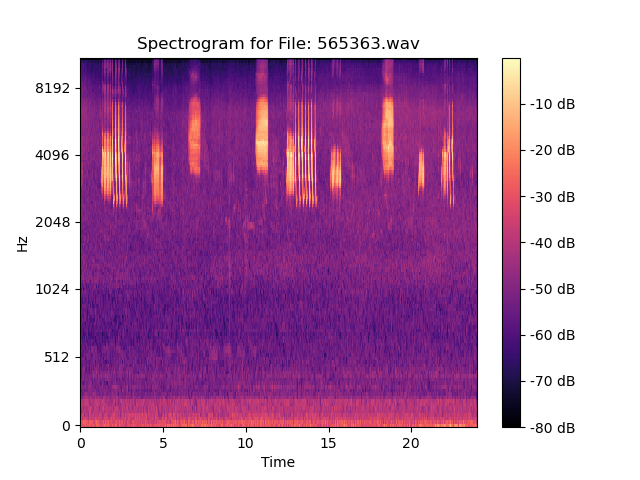 Spectrogram for File: 565363.wav
8192
4096
2048
1024
512
0
Hz
0 5 10 15 20
Time
-10 dB
-20 dB
-30 dB
-40 dB
-50 dB
-60 dB
-70 dB
-80 dB